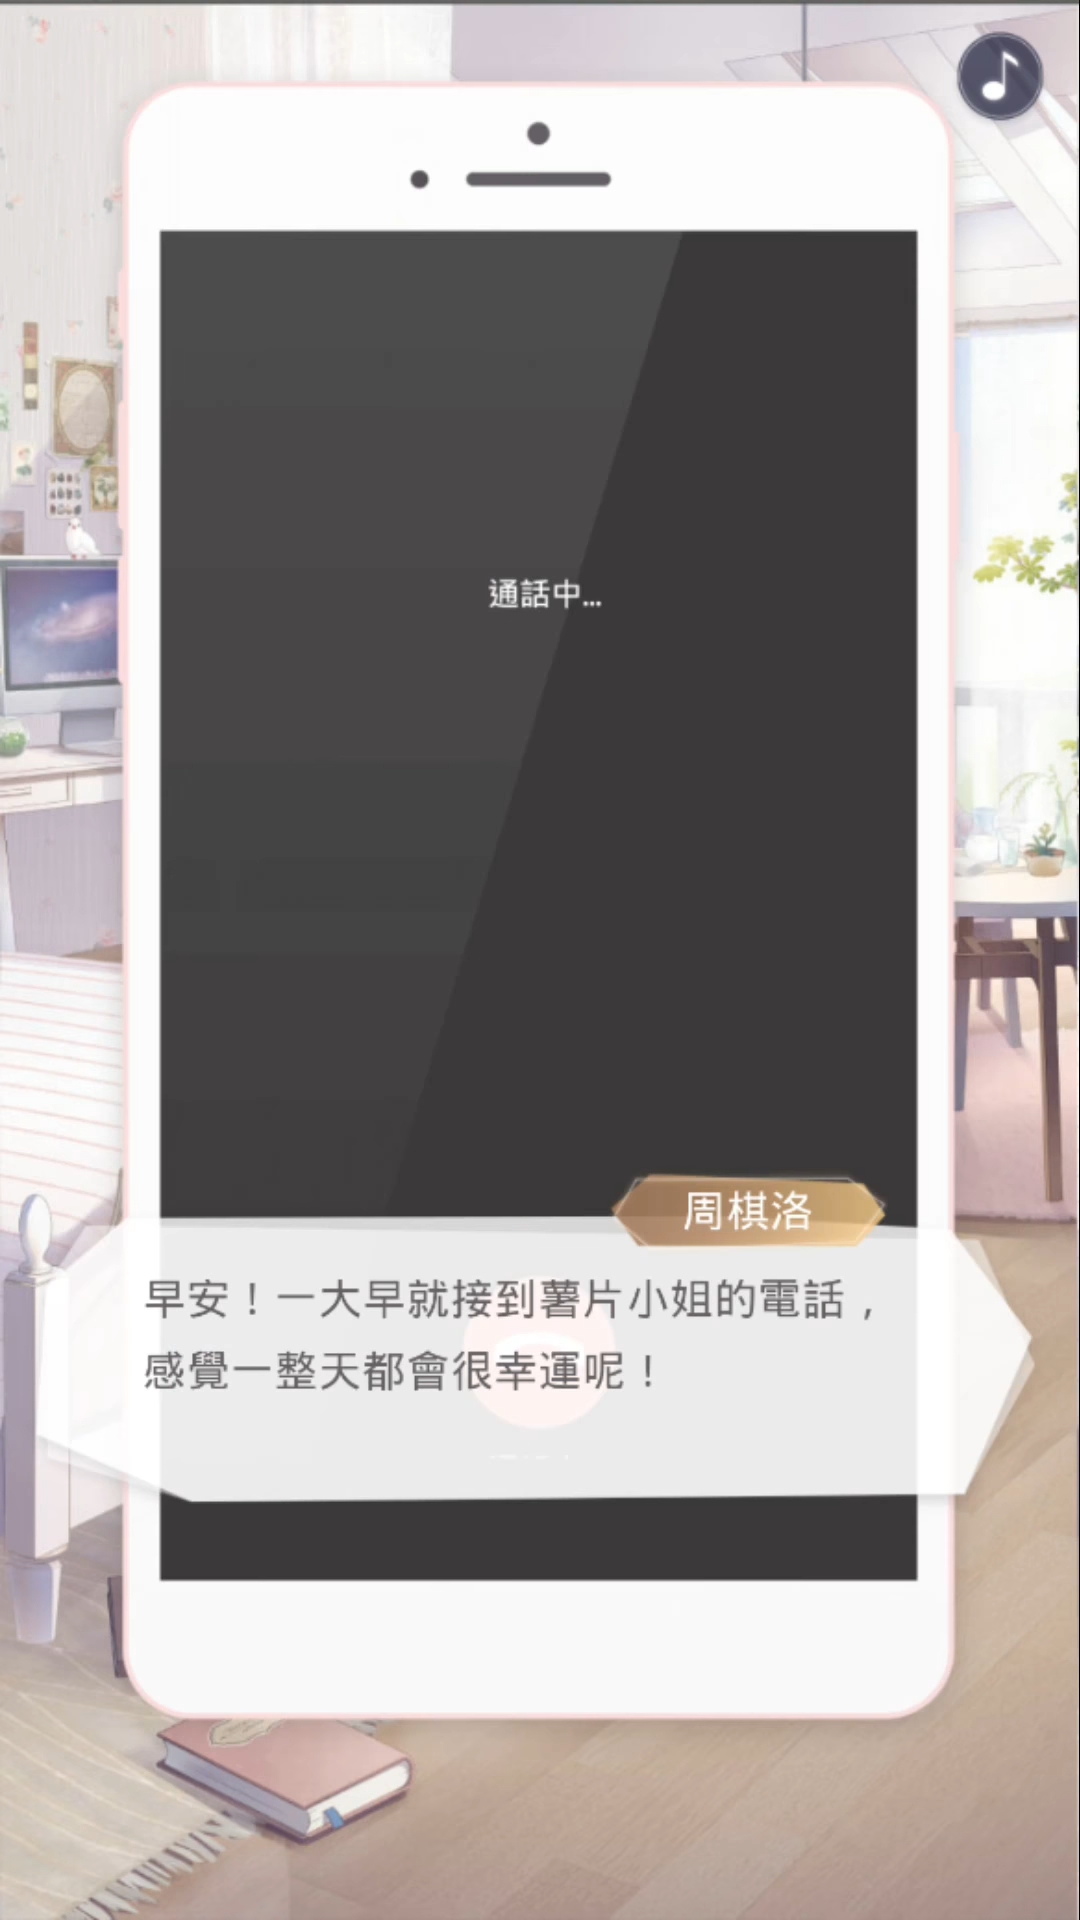 通話中...
周棋洛
早安！一大早就接到薯片小姐的電話，
感覺一整天都會很幸運呢！